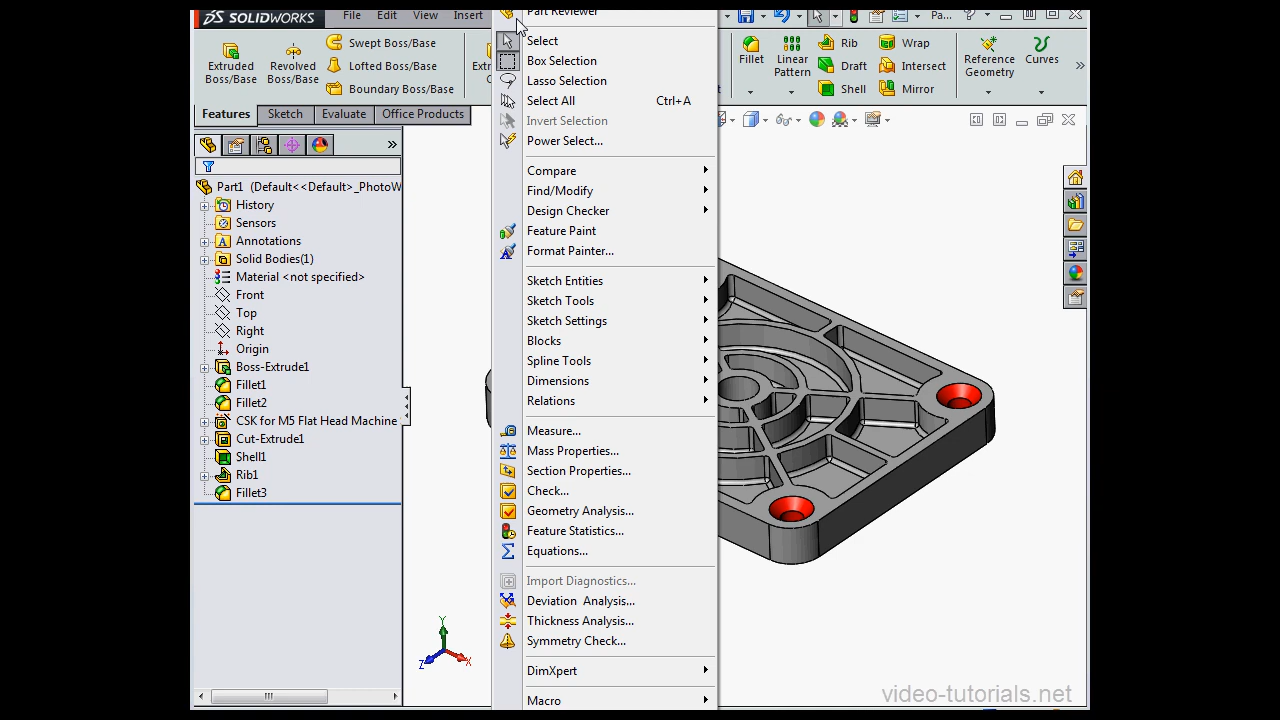 SOLIDWORKS File Edit View Insert
Part Reviewer
Pa...
Extruded Boss/Base
Revolved Boss/Base
Swept Boss/Base
Lofted Boss/Base
Boundary Boss/Base
Fillet
Linear Pattern
Rib
Draft
Shell
Wrap
Intersect
Mirror
Reference Geometry
Curves
Features Sketch Evaluate Office Products
Part1 (Default<<Default>_PhotoW
History
Sensors
Annotations
Solid Bodies(1)
Material <not specified>
Front
Top
Right
Origin
Boss-Extrude1
Fillet1
Fillet2
CSK for M5 Flat Head Machine
Cut-Extrude1
Shell1
Rib1
Fillet3
Select
Box Selection
Lasso Selection
Select All Ctrl+A
Invert Selection
Power Select...
Compare
Find/Modify
Design Checker
Feature Paint
Format Painter...
Sketch Entities
Sketch Tools
Sketch Settings
Blocks
Spline Tools
Dimensions
Relations
Measure...
Mass Properties...
Section Properties...
Check...
Geometry Analysis...
Feature Statistics...
Equations...
Import Diagnostics...
Deviation Analysis...
Thickness Analysis...
Symmetry Check...
DimXpert
Macro
Y
Z X
video-tutorials.net